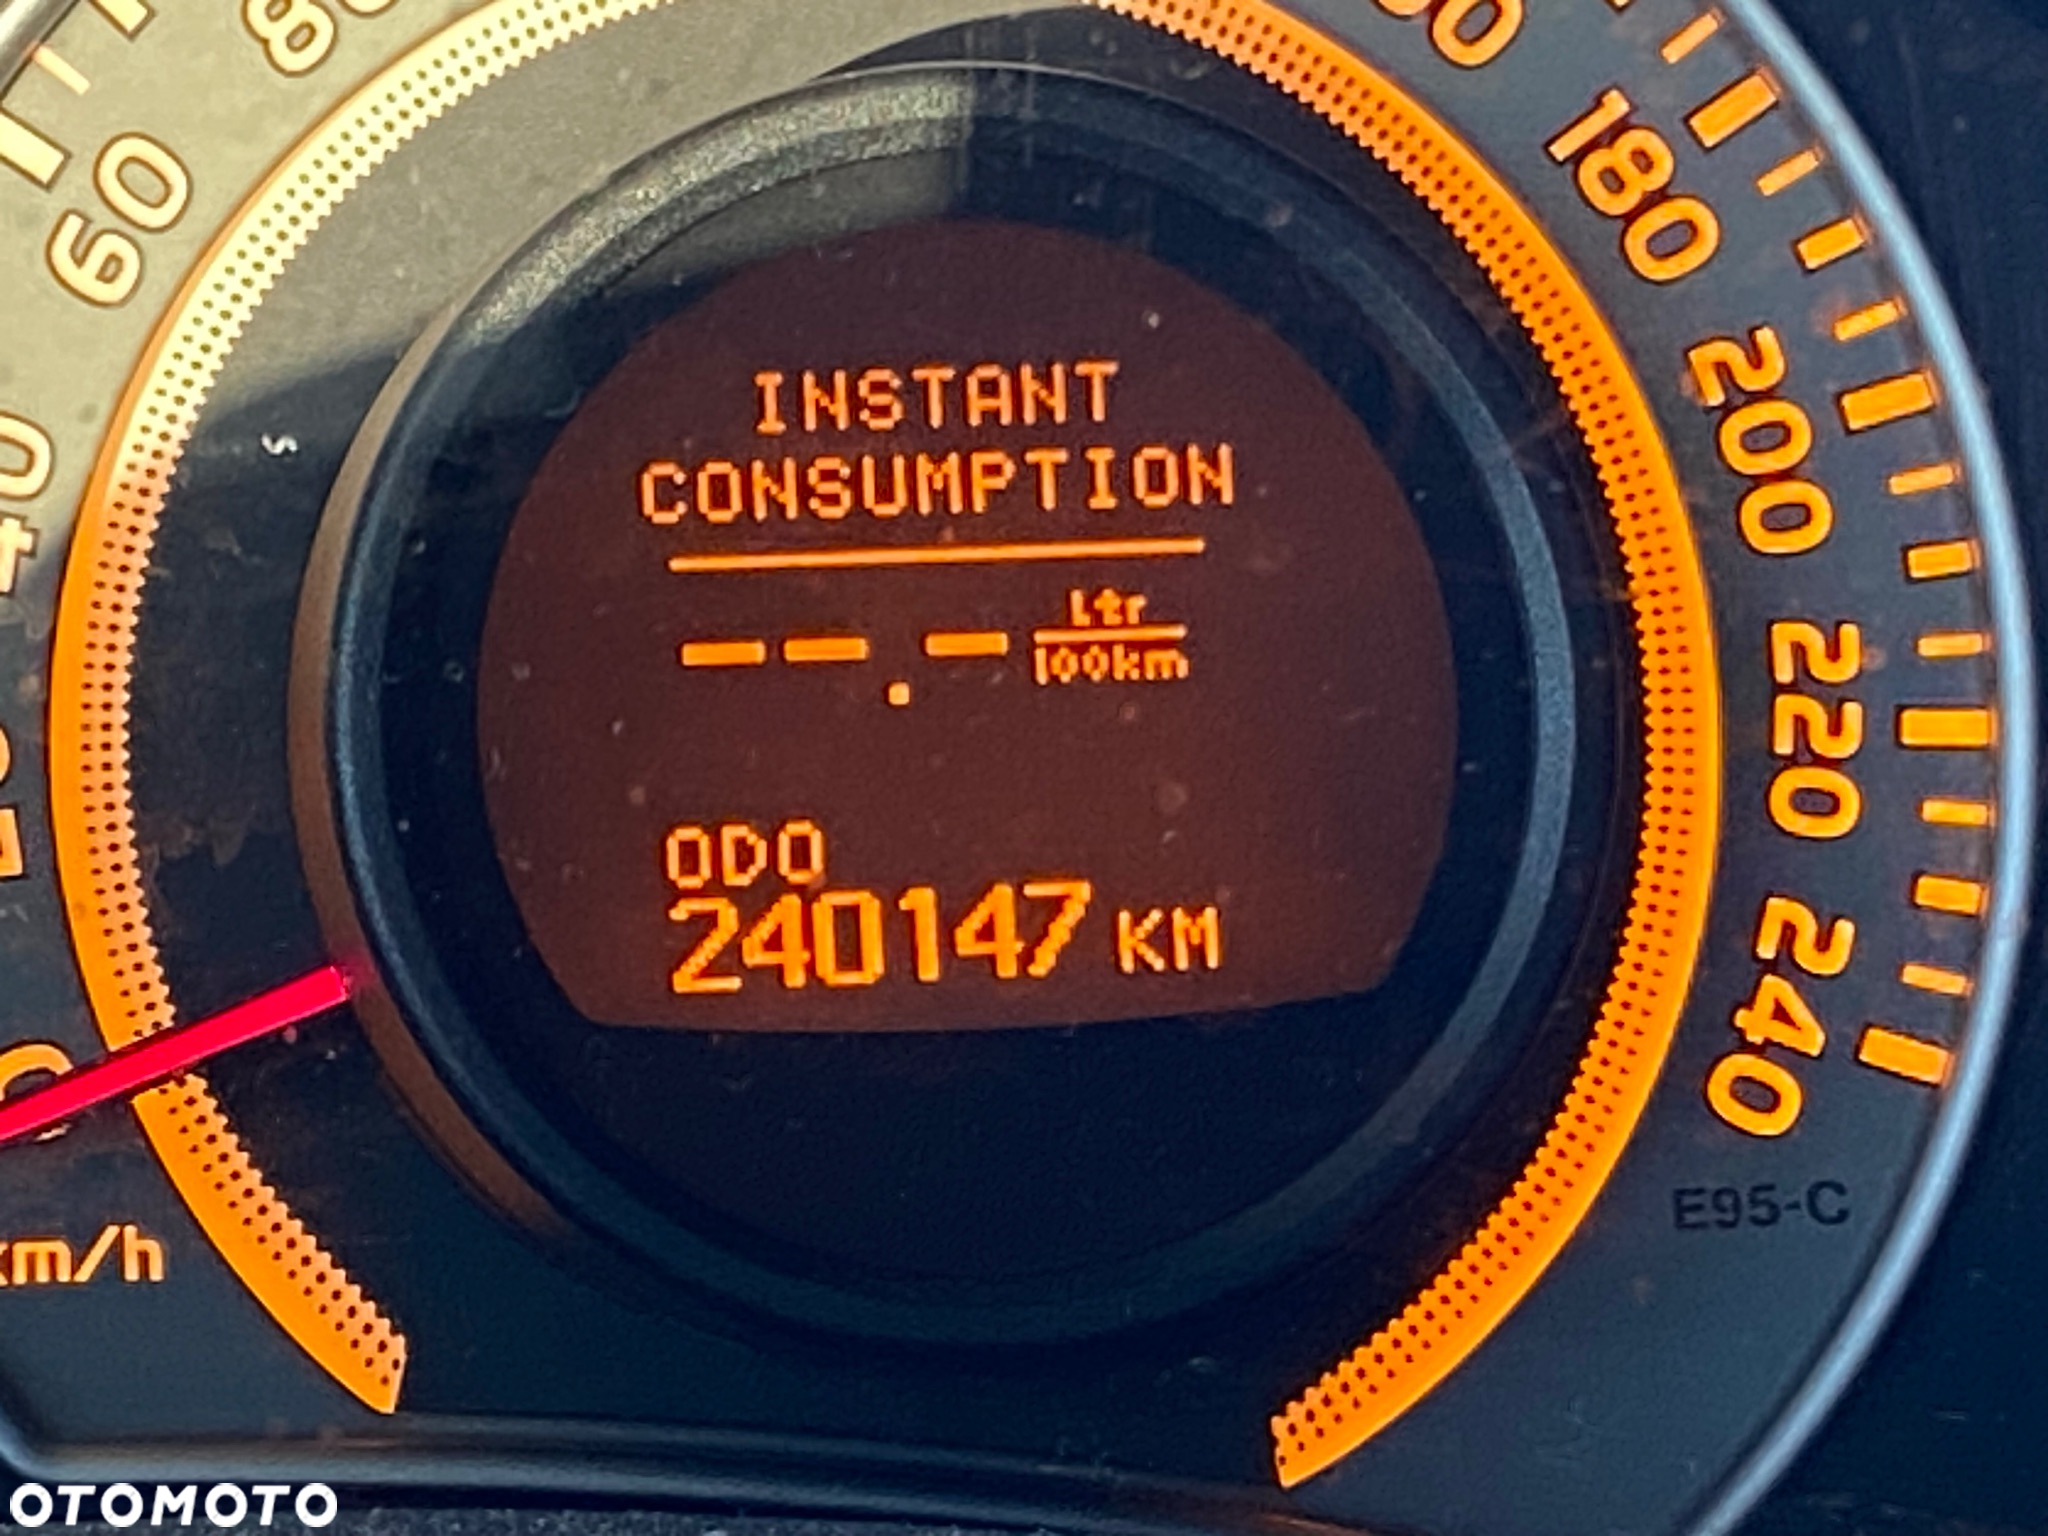 60
180
200
220
240
INSTANT
CONSUMPTION
--.- Ltr
100km
ODO
240147 KM
E95-C
km/h
OTOMOTO